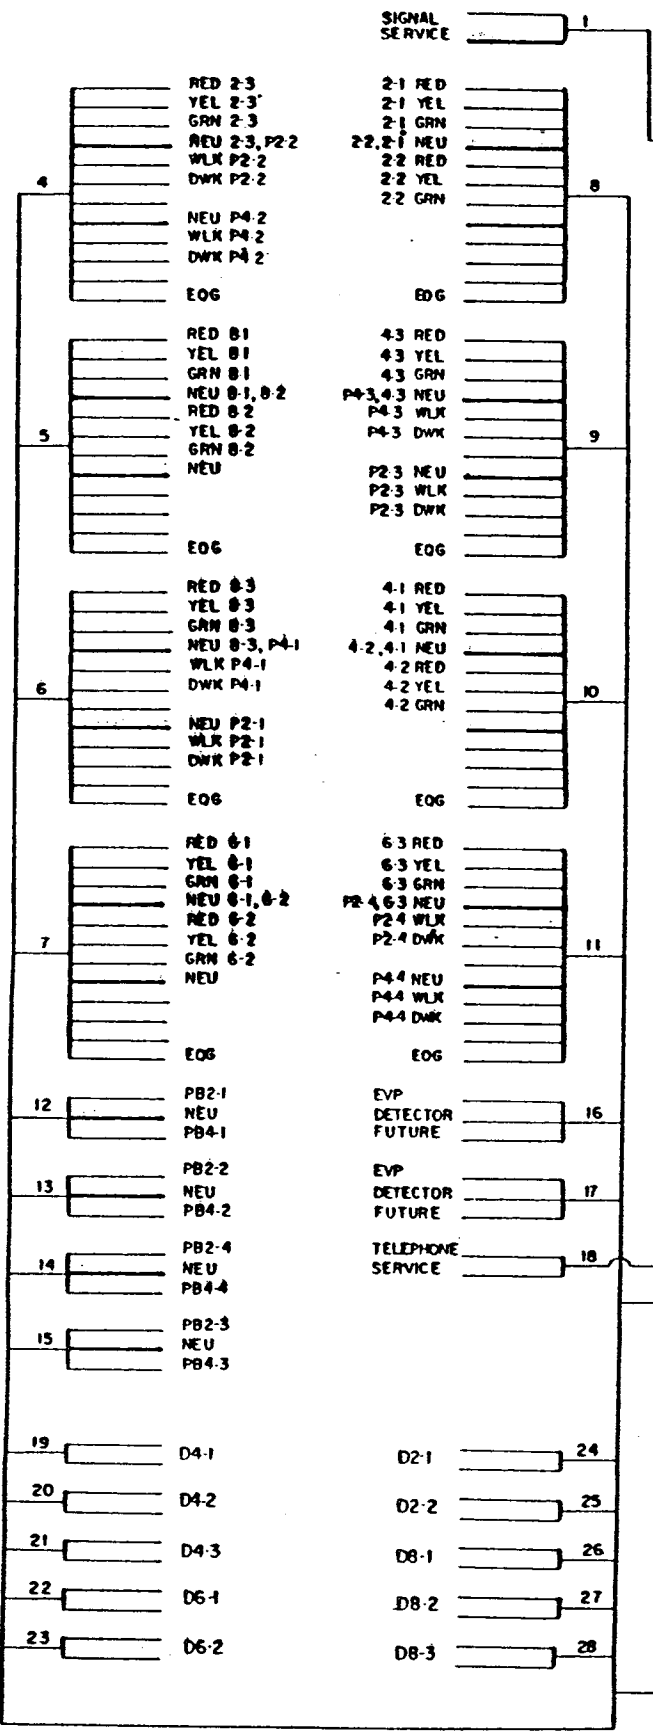 SIGNAL
SERVICE
1
4
RED 2-3
YEL 2-3
GRN 2-3
NEU 2-3, P2-2
WLK P2-2
DWK P2-2
NEU P4-2
WLK P4-2
DWK P4-2
EQG
2-1 RED
2-1 YEL
2-1 GRN
2-2, 2-1 NEU
2-2 RED
2-2 YEL
2-2 GRN
EQG
8
5
RED 8-1
YEL 8-1
GRN 8-1
NEU 8-1, 8-2
RED 8-2
YEL 8-2
GRN 8-2
NEU
EQG
4-3 RED
4-3 YEL
4-3 GRN
P4-3, 4-3 NEU
P4-3 WLK
P4-3 DWK
P2-3 NEU
P2-3 WLK
P2-3 DWK
EQG
9
6
RED 8-3
YEL 8-3
GRN 8-3
NEU 8-3, P4-1
WLK P4-1
DWK P4-1
NEU P2-1
WLK P2-1
DWK P2-1
EQG
4-1 RED
4-1 YEL
4-1 GRN
4-2, 4-1 NEU
4-2 RED
4-2 YEL
4-2 GRN
EQG
10
7
RED 6-1
YEL 6-1
GRN 6-1
NEU 6-1, 6-2
RED 6-2
YEL 6-2
GRN 6-2
NEU
EQG
6-3 RED
6-3 YEL
6-3 GRN
P2-4, 6-3 NEU
P2-4 WLK
P2-4 DWK
P4-4 NEU
P4-4 WLK
P4-4 DWK
EQG
11
12
PB2-1
NEU
PB4-1
EVP
DETECTOR
FUTURE
16
13
PB2-2
NEU
PB4-2
EVP
DETECTOR
FUTURE
17
14
PB2-4
NEU
PB4-4
TELEPHONE
SERVICE
18
15
PB2-3
NEU
PB4-3
19 D4-1
D2-1 24
20 D4-2
D2-2 25
21 D4-3
D8-1 26
22 D6-1
D8-2 27
23 D6-2
D8-3 28